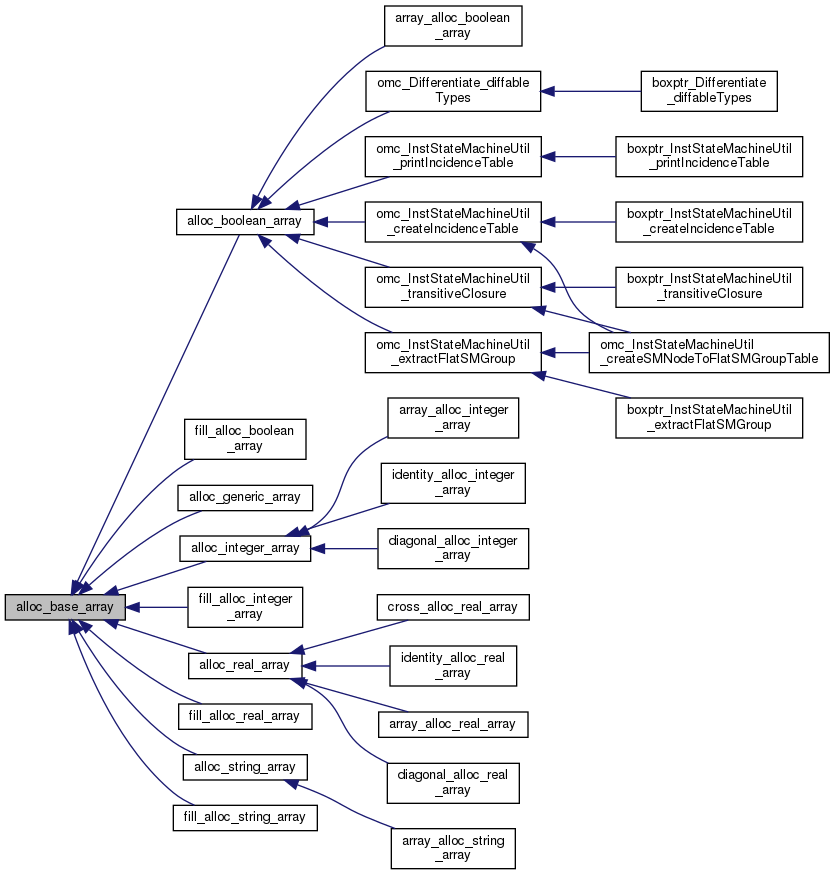 array_alloc_boolean
_array
omc_Differentiate_diffable
Types
boxptr_Differentiate
_diffableTypes
omc_InstStateMachineUtil
_printIncidenceTable
boxptr_InstStateMachineUtil
_printIncidenceTable
alloc_boolean_array
omc_InstStateMachineUtil
_createIncidenceTable
boxptr_InstStateMachineUtil
_createIncidenceTable
omc_InstStateMachineUtil
_transitiveClosure
boxptr_InstStateMachineUtil
_transitiveClosure
omc_InstStateMachineUtil
_extractFlatSMGroup
omc_InstStateMachineUtil
_createSMNodeToFlatSMGroupTable
boxptr_InstStateMachineUtil
_extractFlatSMGroup
fill_alloc_boolean
_array
array_alloc_integer
_array
alloc_generic_array
identity_alloc_integer
_array
alloc_integer_array
diagonal_alloc_integer
_array
alloc_base_array
fill_alloc_integer
_array
cross_alloc_real_array
alloc_real_array
identity_alloc_real
_array
fill_alloc_real_array
array_alloc_real_array
alloc_string_array
diagonal_alloc_real
_array
fill_alloc_string_array
array_alloc_string
_array